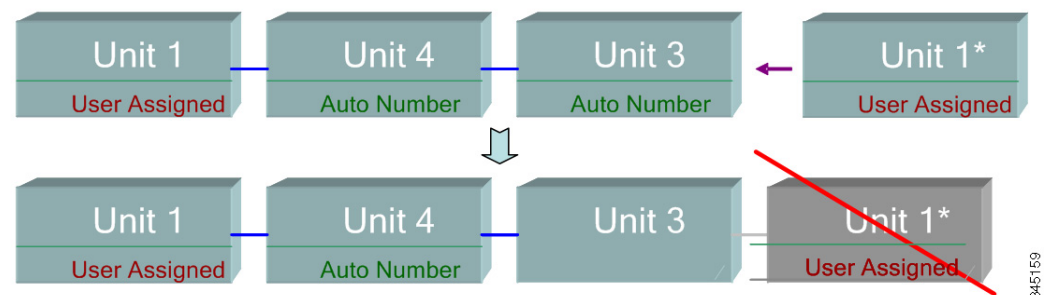 Unit 1 Unit 4 Unit 3 Unit 1*
User Assigned Auto Number Auto Number User Assigned
Unit 1 Unit 4 Unit 3 Unit 1*
User Assigned Auto Number User Assigned
345159